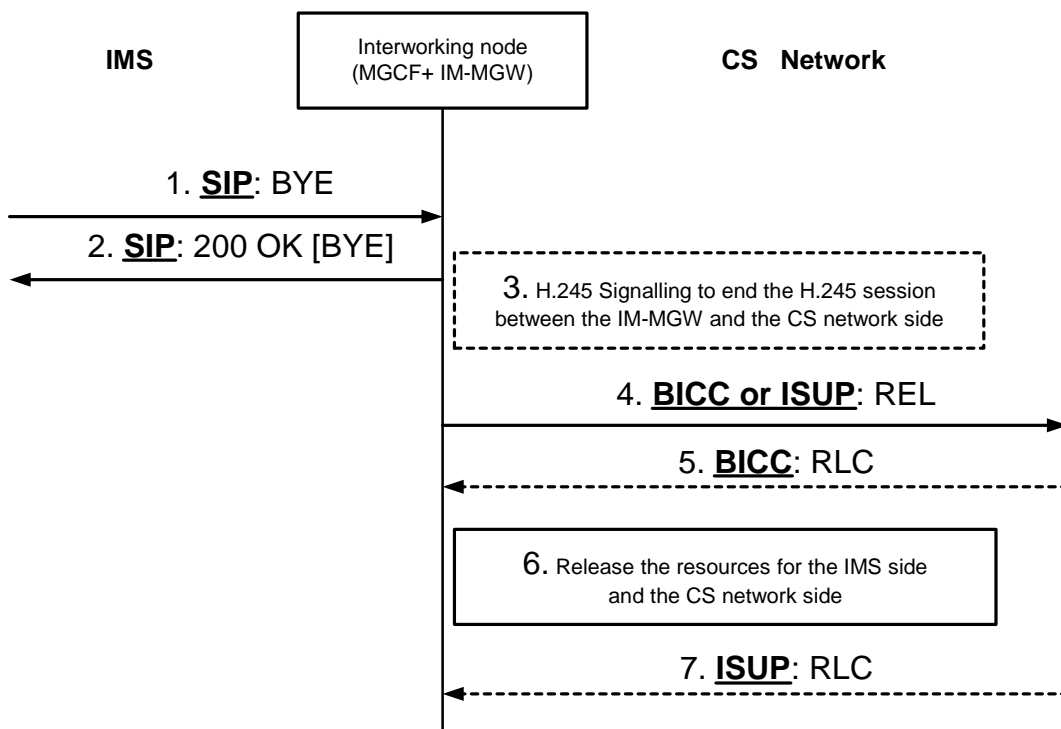 IMS
Interworking node
(MGCF+ IM-MGW)
CS Network
1. SIP: BYE
2. SIP: 200 OK [BYE]
3. H.245 Signalling to end the H.245 session
between the IM-MGW and the CS network side
4. BICC or ISUP: REL
5. BICC: RLC
6. Release the resources for the IMS side
and the CS network side
7. ISUP: RLC